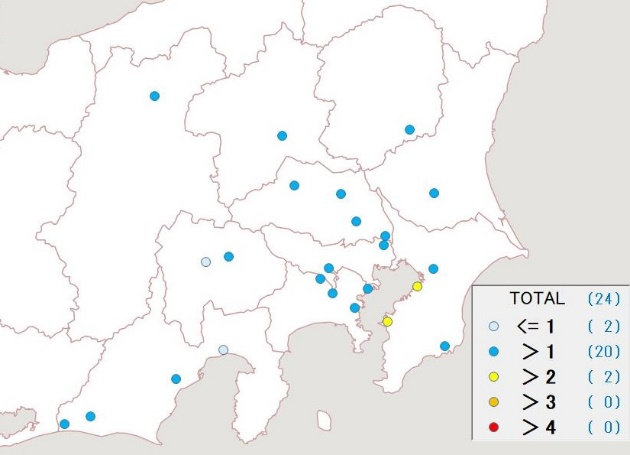 TOTAL (24)
<= 1 ( 2)
> 1 (20)
> 2 ( 2)
> 3 ( 0)
> 4 ( 0)